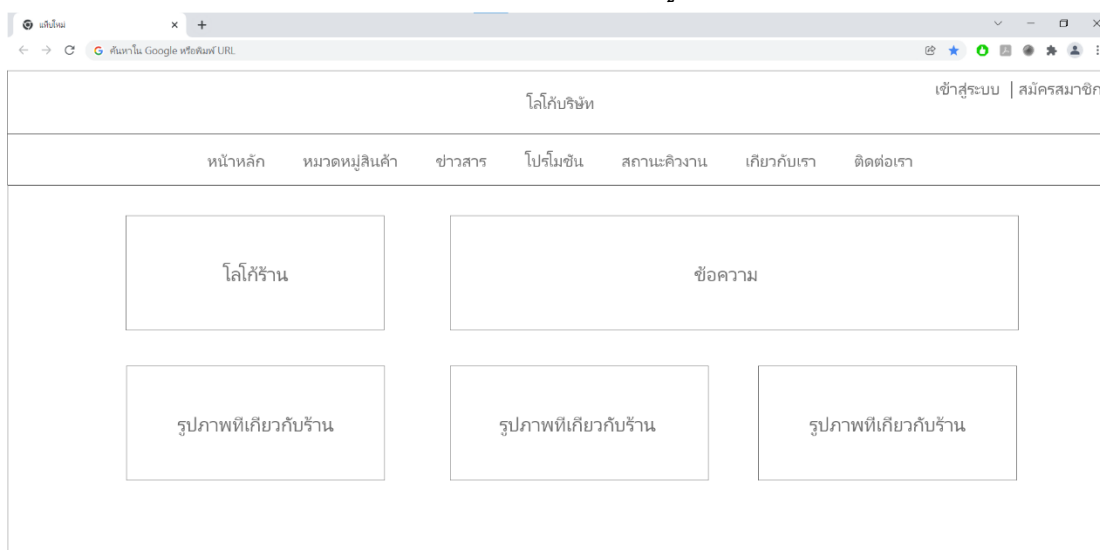 แท็บใหม่
ค้นหาใน Google หรือพิมพ์ URL
เข้าสู่ระบบ | สมัครสมาชิก
โลโก้บริษัท
หน้าหลัก หมวดหมู่สินค้า ข่าวสาร โปรโมชัน สถานะคิวงาน เกี่ยวกับเรา ติดต่อเรา
โลโก้ร้าน ข้อความ
รูปภาพที่เกี่ยวกับร้าน รูปภาพที่เกี่ยวกับร้าน รูปภาพที่เกี่ยวกับร้าน